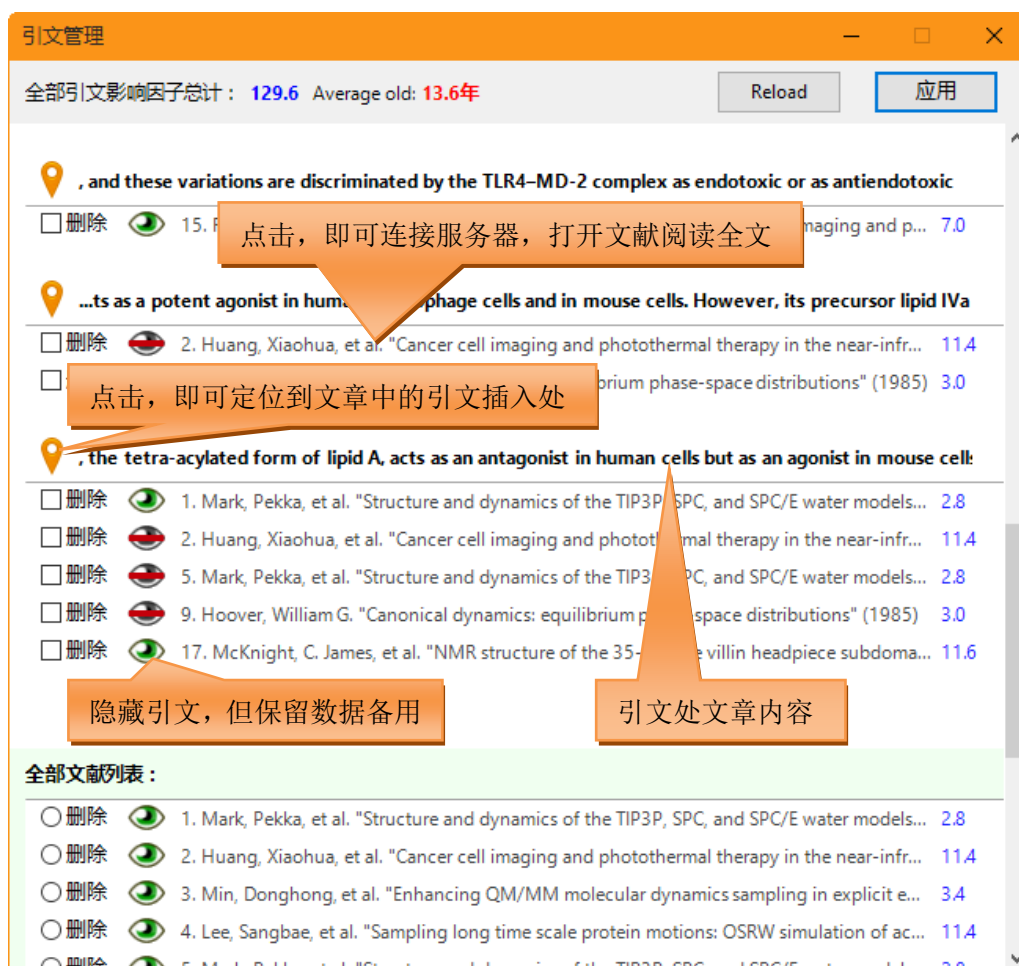 引文管理
全部引文影响因子总计： 129.6 Average old: 13.6年 Reload 应用
, and these variations are discriminated by the TLR4–MD-2 complex as endotoxic or as antiendotoxic
删除 15. naging and p... 7.0
点击，即可连接服务器，打开文献阅读全文
...ts as a potent agonist in hum phage cells and in mouse cells. However, its precursor lipid IVa
删除 2. Huang, Xiaohua, et al. "Cancer cell imaging and photothermal therapy in the near-infr... 11.4
brium phase-space distributions" (1985) 3.0
点击，即可定位到文章中的引文插入处
, the tetra-acylated form of lipid A, acts as an antagonist in human cells but as an agonist in mouse cells
删除 1. Mark, Pekka, et al. "Structure and dynamics of the TIP3P, SPC, and SPC/E water models... 2.8
删除 2. Huang, Xiaohua, et al. "Cancer cell imaging and photothermal therapy in the near-infr... 11.4
删除 5. Mark, Pekka, et al. "Structure and dynamics of the TIP3P, SPC, and SPC/E water models... 2.8
删除 9. Hoover, William G. "Canonical dynamics: equilibrium phase-space distributions" (1985) 3.0
删除 17. McKnight, C. James, et al. "NMR structure of the 35- villin headpiece subdoma... 11.6
隐藏引文，但保留数据备用
引文处文章内容
全部文献列表：
删除 1. Mark, Pekka, et al. "Structure and dynamics of the TIP3P, SPC, and SPC/E water models... 2.8
删除 2. Huang, Xiaohua, et al. "Cancer cell imaging and photothermal therapy in the near-infr... 11.4
删除 3. Min, Donghong, et al. "Enhancing QM/MM molecular dynamics sampling in explicit e... 3.4
删除 4. Lee, Sangbae, et al. "Sampling long time scale protein motions: OSRW simulation of ac... 11.4